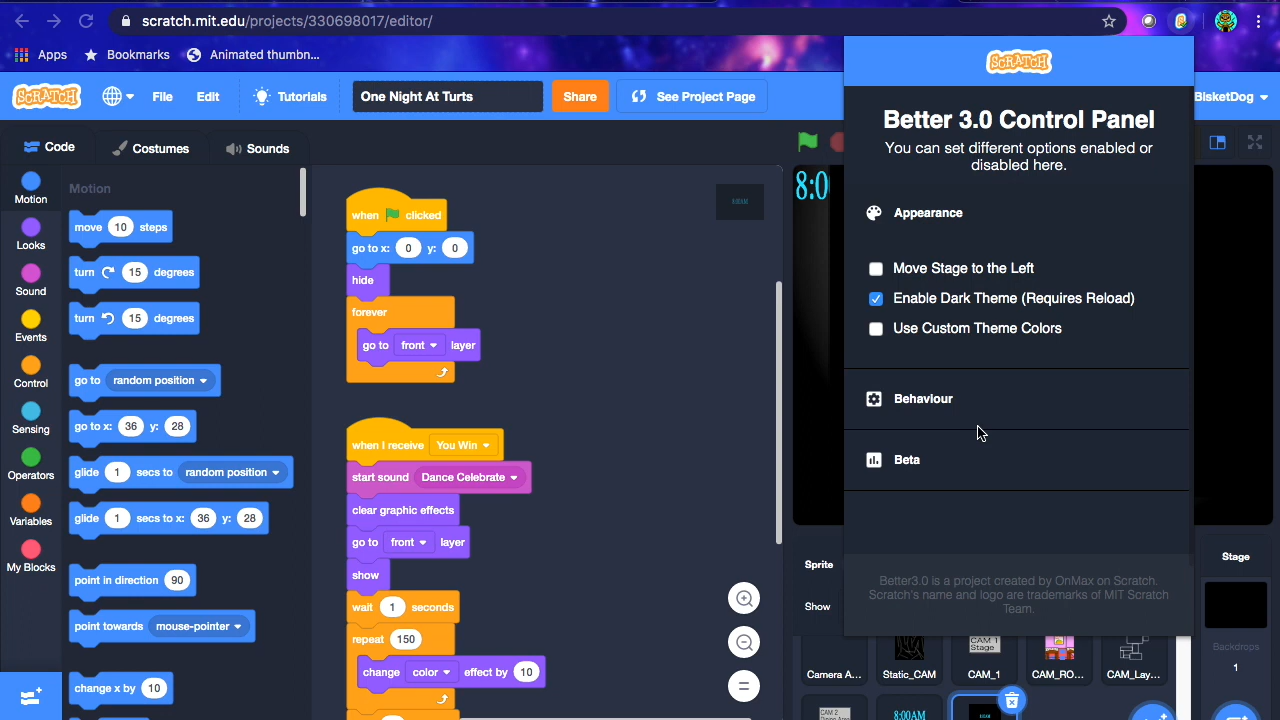 scratch.mit.edu/projects/330698017/editor/
Apps
Bookmarks
Animated thumbn...
SCRATCH
File
Edit
Tutorials
One Night At Turts
Share
See Project Page
BisketDog
SCRATCH
Better 3.0 Control Panel
You can set different options enabled or
disabled here.
Appearance
Move Stage to the Left
Enable Dark Theme (Requires Reload)
Use Custom Theme Colors
Behaviour
Beta
Better3.0 is a project created by OnMax on Scratch.
Scratch's name and logo are trademarks of MIT Scratch
Team.
Code
Costumes
Sounds
Motion
Looks
Sound
Events
Control
Sensing
Operators
Variables
My Blocks
Motion
move 10 steps
turn 15 degrees
turn 15 degrees
go to random position
go to x: 36 y: 28
glide 1 secs to random position
glide 1 secs to x: 36 y: 28
point in direction 90
point towards mouse-pointer
change x by 10
when clicked
go to x: 0 y: 0
hide
forever
go to front layer
when I receive You Win
start sound Dance Celebrate
clear graphic effects
go to front layer
show
wait 1 seconds
repeat 150
change color effect by 10
8:0
Sprite
Show
Camera A...
Static_CAM
CAM 1
Stage
CAM_1
CAM_RO...
CAM_Lay...
CAM 2
8:00AM
Stage
Backdrops
1